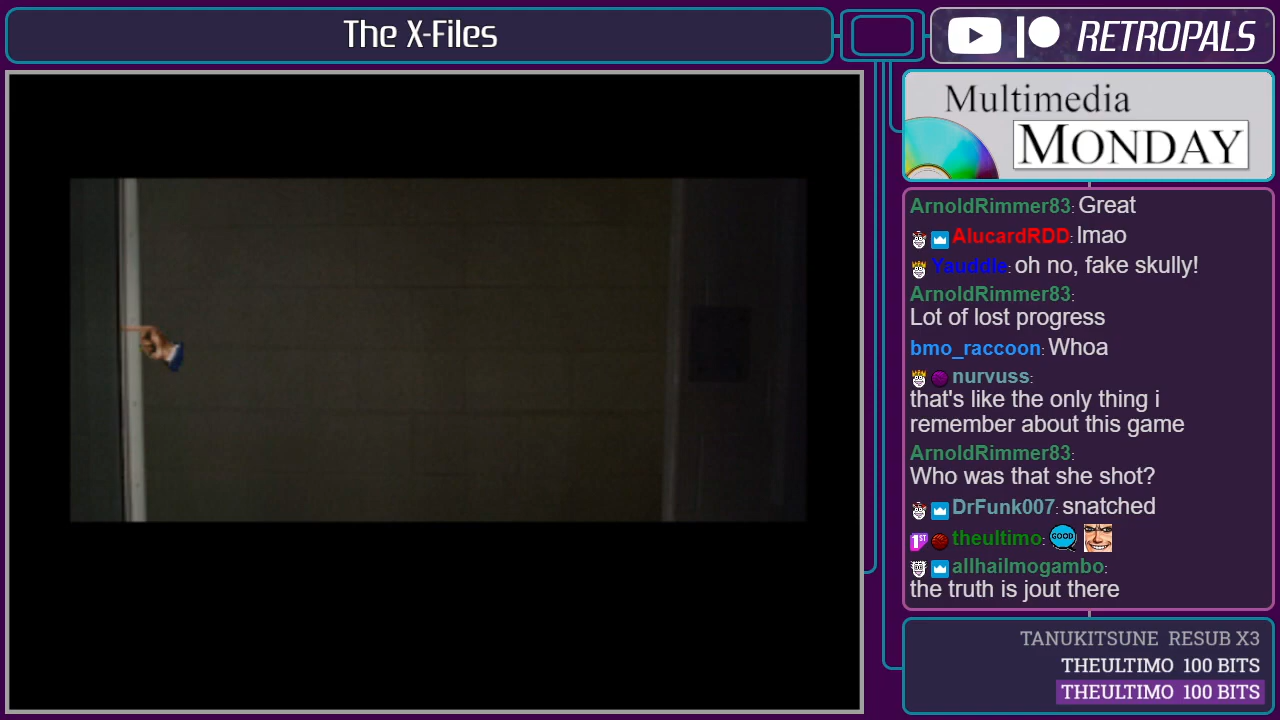 The X-Files
RETROPALS
Multimedia
MONDAY
ArnoldRimmer83: Great
AlucardRDD: lmao
Yauddle: oh no, fake skully!
ArnoldRimmer83:
Lot of lost progress
bmo_raccoon: Whoa
nurvuss:
that's like the only thing i
remember about this game
ArnoldRimmer83:
Who was that she shot?
DrFunk007: snatched
1ST theultimo: GOOD
allhailmogambo:
the truth is jout there
TANUKITSUNE RESUB X3
THEULTIMO 100 BITS
THEULTIMO 100 BITS